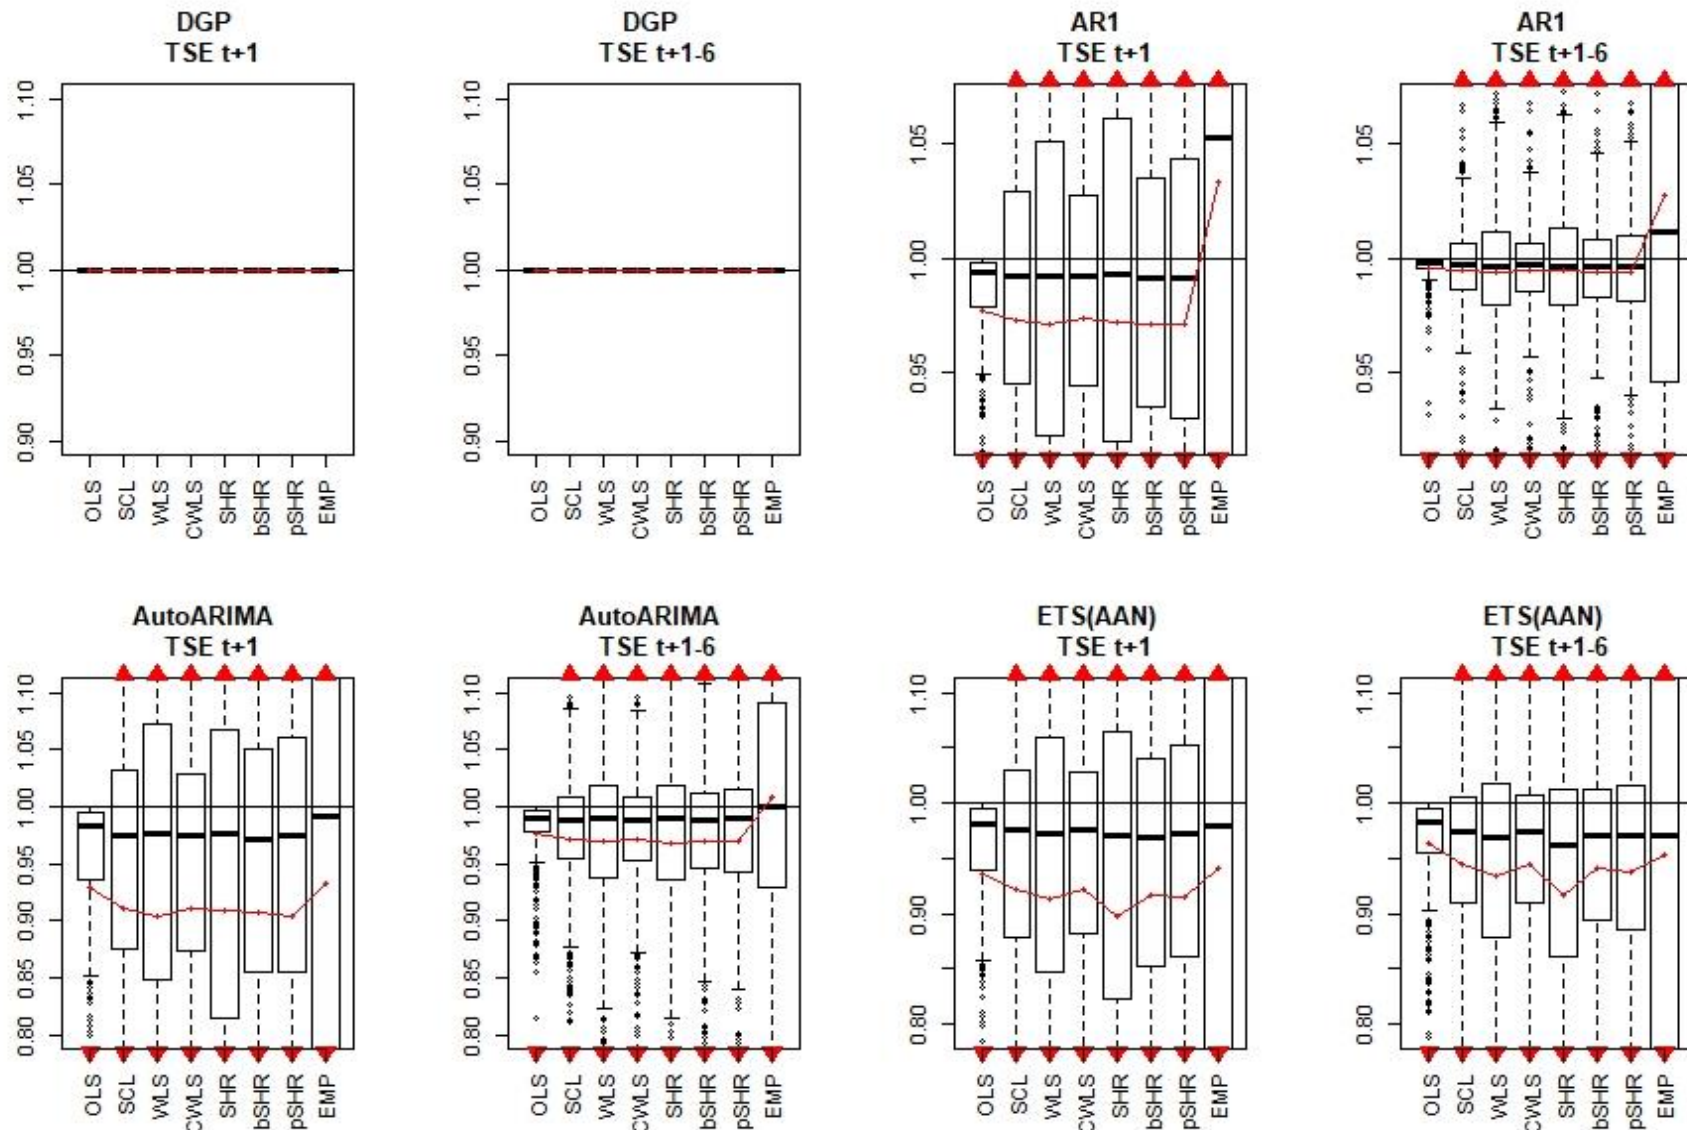 DGP
TSE t+1
1.10
1.05
1.00
0.95
0.90
OLS
SCL
WLS
CWLS
SHR
bSHR
pSHR
EMP
DGP
TSE t+1-6
1.10
1.05
1.00
0.95
0.90
OLS
SCL
WLS
CWLS
SHR
bSHR
pSHR
EMP
AR1
TSE t+1
1.05
1.00
0.95
OLS
SCL
WLS
CWLS
SHR
bSHR
pSHR
EMP
AR1
TSE t+1-6
1.05
1.00
0.95
OLS
SCL
WLS
CWLS
SHR
bSHR
pSHR
EMP
AutoARIMA
TSE t+1
1.10
1.05
1.00
0.95
0.90
0.85
0.80
OLS
SCL
WLS
CWLS
SHR
bSHR
pSHR
EMP
AutoARIMA
TSE t+1-6
1.10
1.05
1.00
0.95
0.90
0.85
0.80
OLS
SCL
WLS
CWLS
SHR
bSHR
pSHR
EMP
ETS(AAN)
TSE t+1
1.10
1.00
0.90
0.80
OLS
SCL
WLS
CWLS
SHR
bSHR
pSHR
EMP
ETS(AAN)
TSE t+1-6
1.10
1.00
0.90
0.80
OLS
SCL
WLS
CWLS
SHR
bSHR
pSHR
EMP